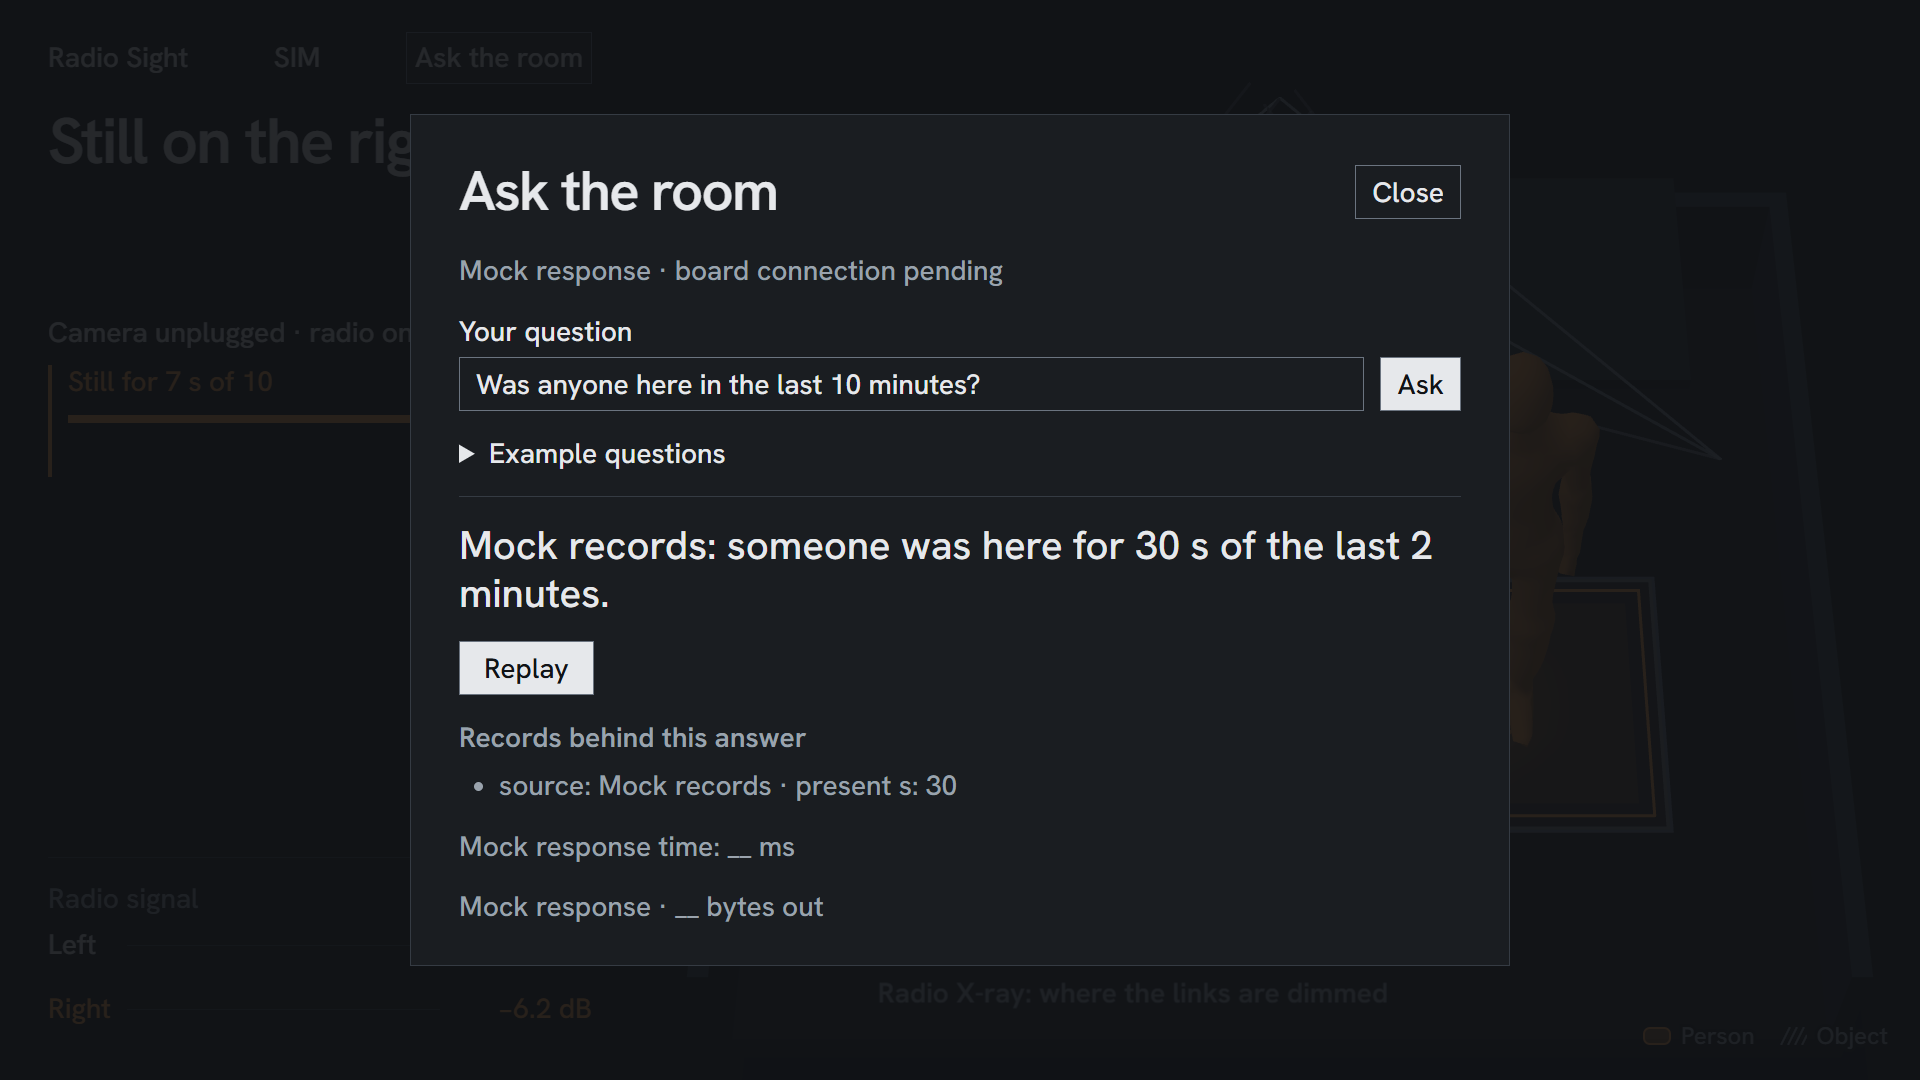 Radio Sight
SIM
Ask the room
Still on the rig
Camera unplugged · radio on
Still for 7 s of 10
Ask the room
Close
Mock response · board connection pending
Your question
Was anyone here in the last 10 minutes?
Ask
Example questions
Mock records: someone was here for 30 s of the last 2
minutes.
Replay
Records behind this answer
• source: Mock records · present s: 30
Mock response time: __ ms
Mock response · __ bytes out
Radio signal
Left
Right
−6.2 dB
Radio X-ray: where the links are dimmed
Person
Object